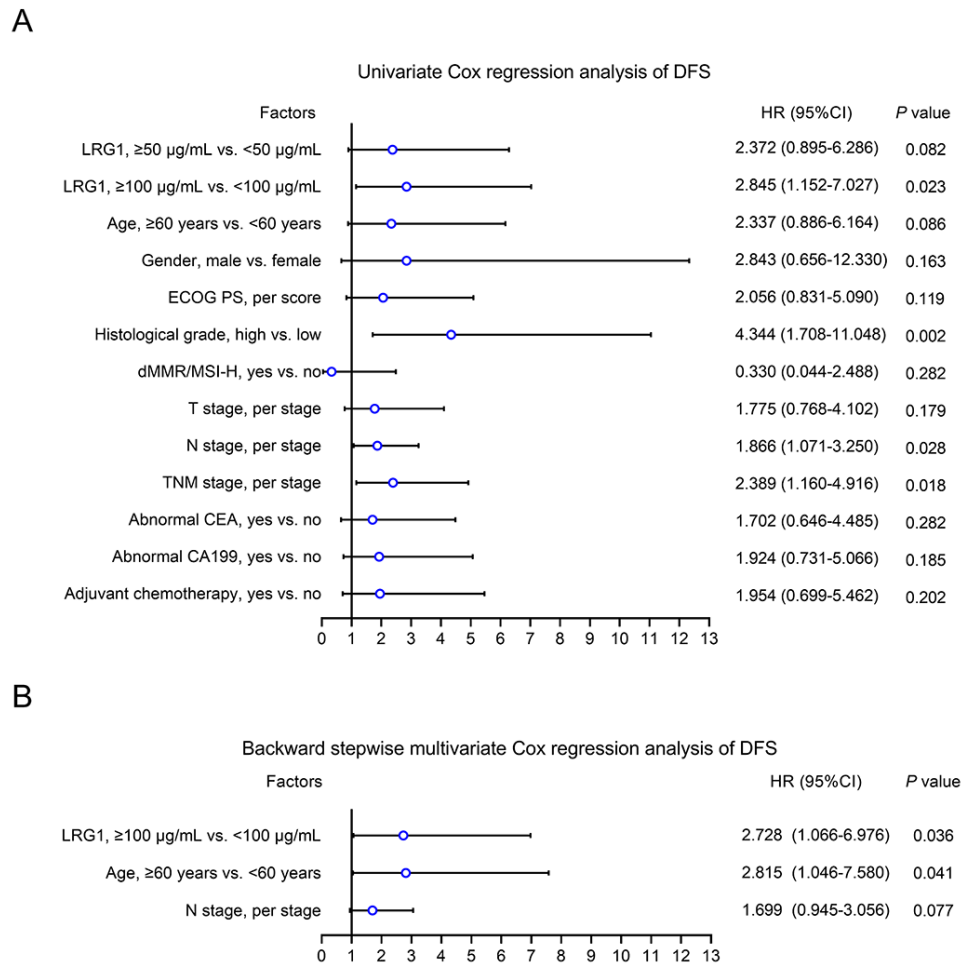 A
Univariate Cox regression analysis of DFS
Factors HR (95%CI) P value
LRG1, ≥50 μg/mL vs. <50 μg/mL 2.372 (0.895-6.286) 0.082
LRG1, ≥100 μg/mL vs. <100 μg/mL 2.845 (1.152-7.027) 0.023
Age, ≥60 years vs. <60 years 2.337 (0.886-6.164) 0.086
Gender, male vs. female 2.843 (0.656-12.330) 0.163
ECOG PS, per score 2.056 (0.831-5.090) 0.119
Histological grade, high vs. low 4.344 (1.708-11.048) 0.002
dMMR/MSI-H, yes vs. no 0.330 (0.044-2.488) 0.282
T stage, per stage 1.775 (0.768-4.102) 0.179
N stage, per stage 1.866 (1.071-3.250) 0.028
TNM stage, per stage 2.389 (1.160-4.916) 0.018
Abnormal CEA, yes vs. no 1.702 (0.646-4.485) 0.282
Abnormal CA199, yes vs. no 1.924 (0.731-5.066) 0.185
Adjuvant chemotherapy, yes vs. no 1.954 (0.699-5.462) 0.202
0 1 2 3 4 5 6 7 8 9 10 11 12 13
B
Backward stepwise multivariate Cox regression analysis of DFS
Factors HR (95%CI) P value
LRG1, ≥100 μg/mL vs. <100 μg/mL 2.728 (1.066-6.976) 0.036
Age, ≥60 years vs. <60 years 2.815 (1.046-7.580) 0.041
N stage, per stage 1.699 (0.945-3.056) 0.077
0 1 2 3 4 5 6 7 8 9 10 11 12 13